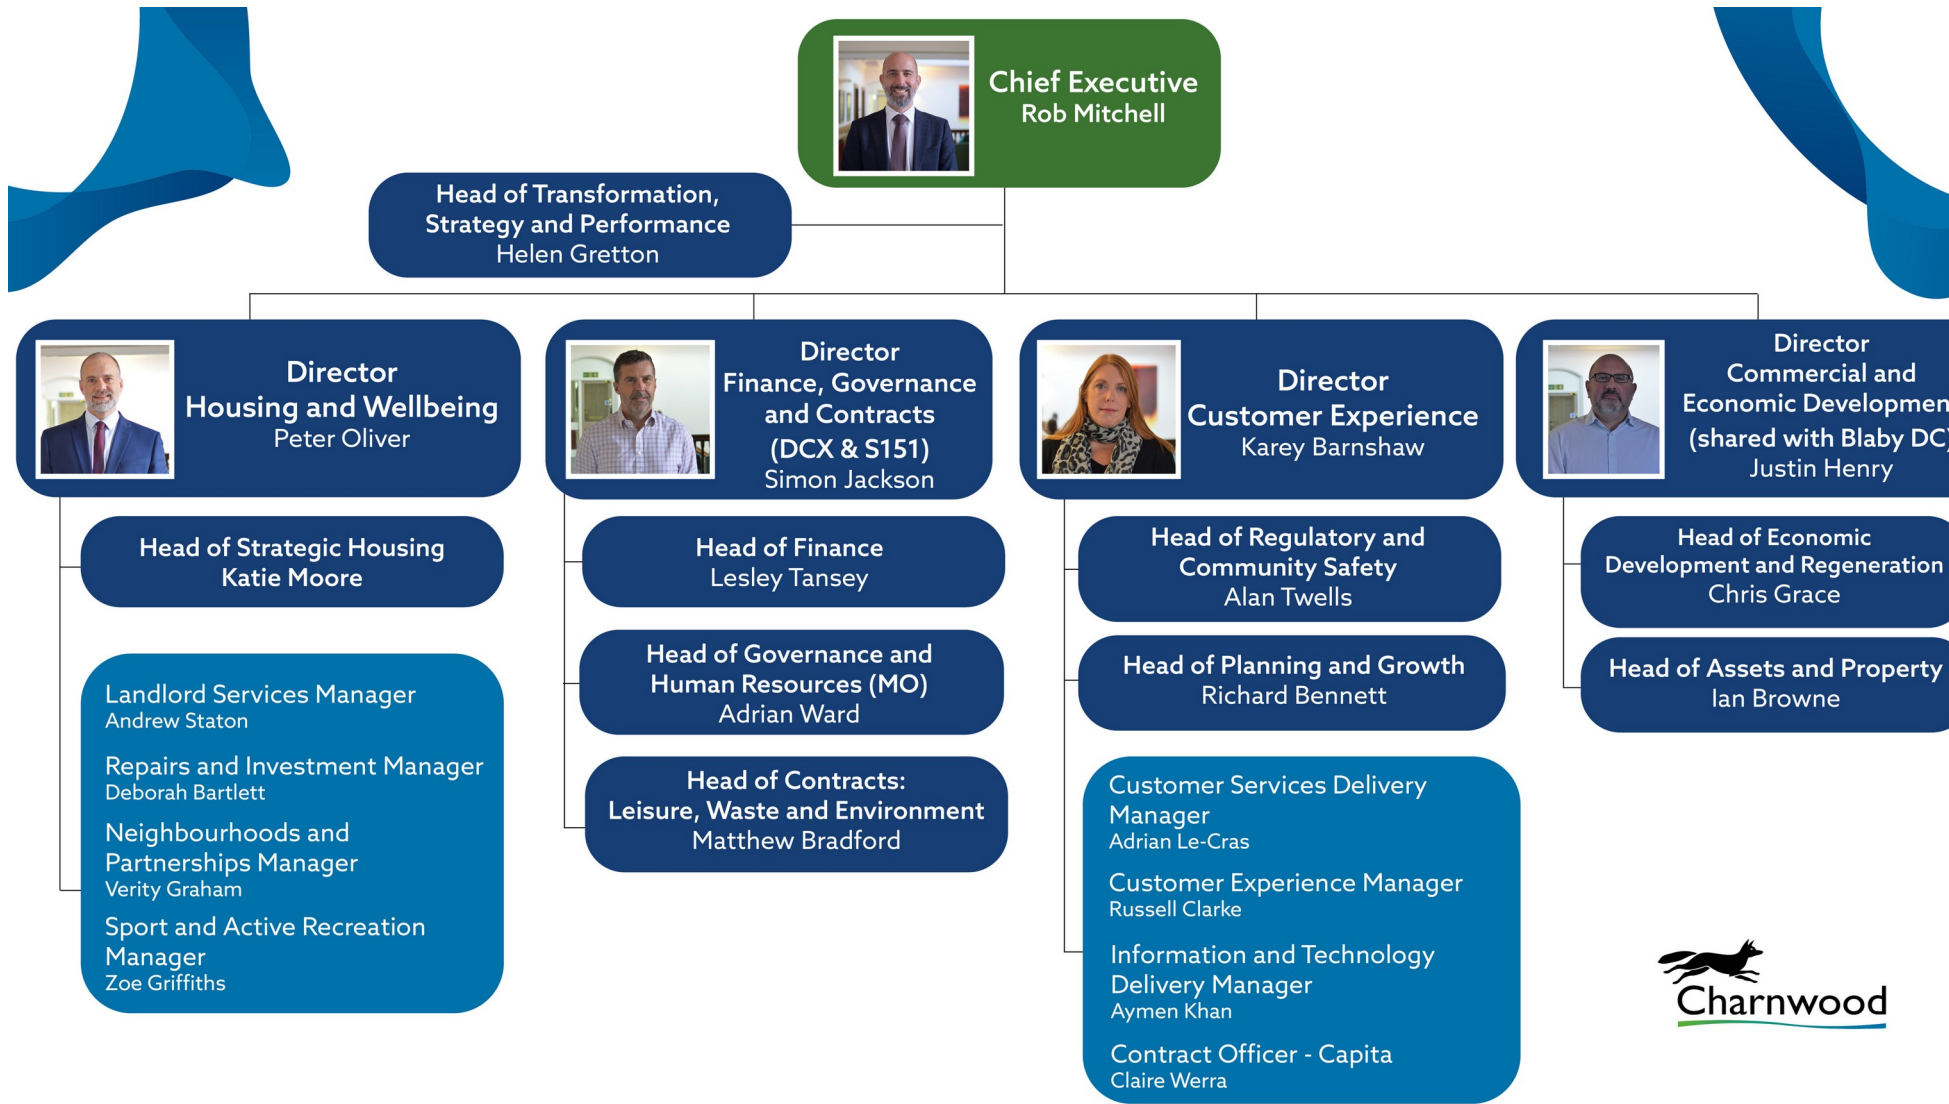 Chief Executive
Rob Mitchell
Head of Transformation,
Strategy and Performance
Helen Gretton
Director
Housing and Wellbeing
Peter Oliver
Head of Strategic Housing
Katie Moore
Landlord Services Manager
Andrew Staton
Repairs and Investment Manager
Deborah Bartlett
Neighbourhoods and
Partnerships Manager
Verity Graham
Sport and Active Recreation
Manager
Zoe Griffiths
Director
Finance, Governance
and Contracts
(DCX & S151)
Simon Jackson
Head of Finance
Lesley Tansey
Head of Governance and
Human Resources (MO)
Adrian Ward
Head of Contracts:
Leisure, Waste and Environment
Matthew Bradford
Director
Customer Experience
Karey Barnshaw
Head of Regulatory and
Community Safety
Alan Twells
Head of Planning and Growth
Richard Bennett
Customer Services Delivery
Manager
Adrian Le-Cras
Customer Experience Manager
Russell Clarke
Information and Technology
Delivery Manager
Aymen Khan
Contract Officer - Capita
Claire Werra
Director
Commercial and
Economic Developmen
(shared with Blaby DC)
Justin Henry
Head of Economic
Development and Regeneration
Chris Grace
Head of Assets and Property
Ian Browne
Charnwood